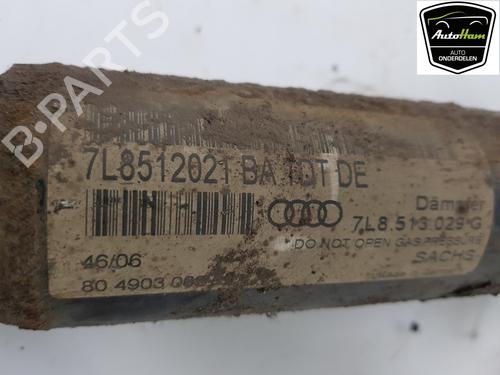 AutoHam
AUTO
ONDERDELEN
B-PARTS
7L8512021 BA TDT DE
Dämpfer
7L8.513.029 G
DO NOT OPEN GAS PRESSURE
SACHS
46/06
80 4903